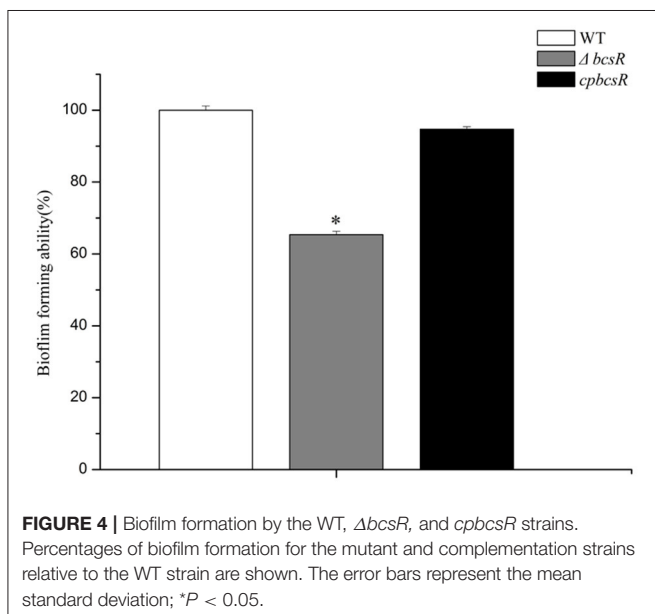 WT
Δ bcsR
cpbcsR
100
80
60
40
20
0
Bioflim forming ability(%)
*
FIGURE 4 | Biofilm formation by the WT, ΔbcsR, and cpbcsR strains.
Percentages of biofilm formation for the mutant and complementation strains
relative to the WT strain are shown. The error bars represent the mean
standard deviation; *P < 0.05.